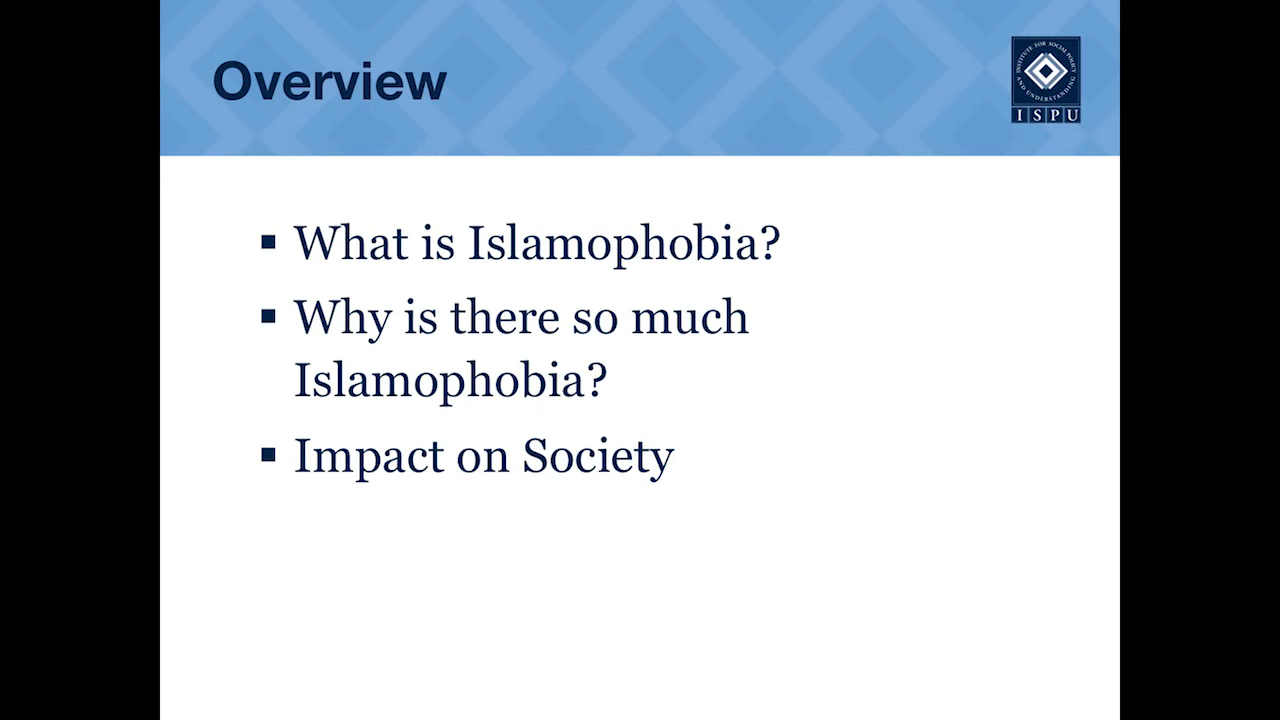 Overview
INSTITUTE FOR SOCIAL POLICY
AND UNDERSTANDING
ISPU
▪ What is Islamophobia?
▪ Why is there so much
Islamophobia?
▪ Impact on Society